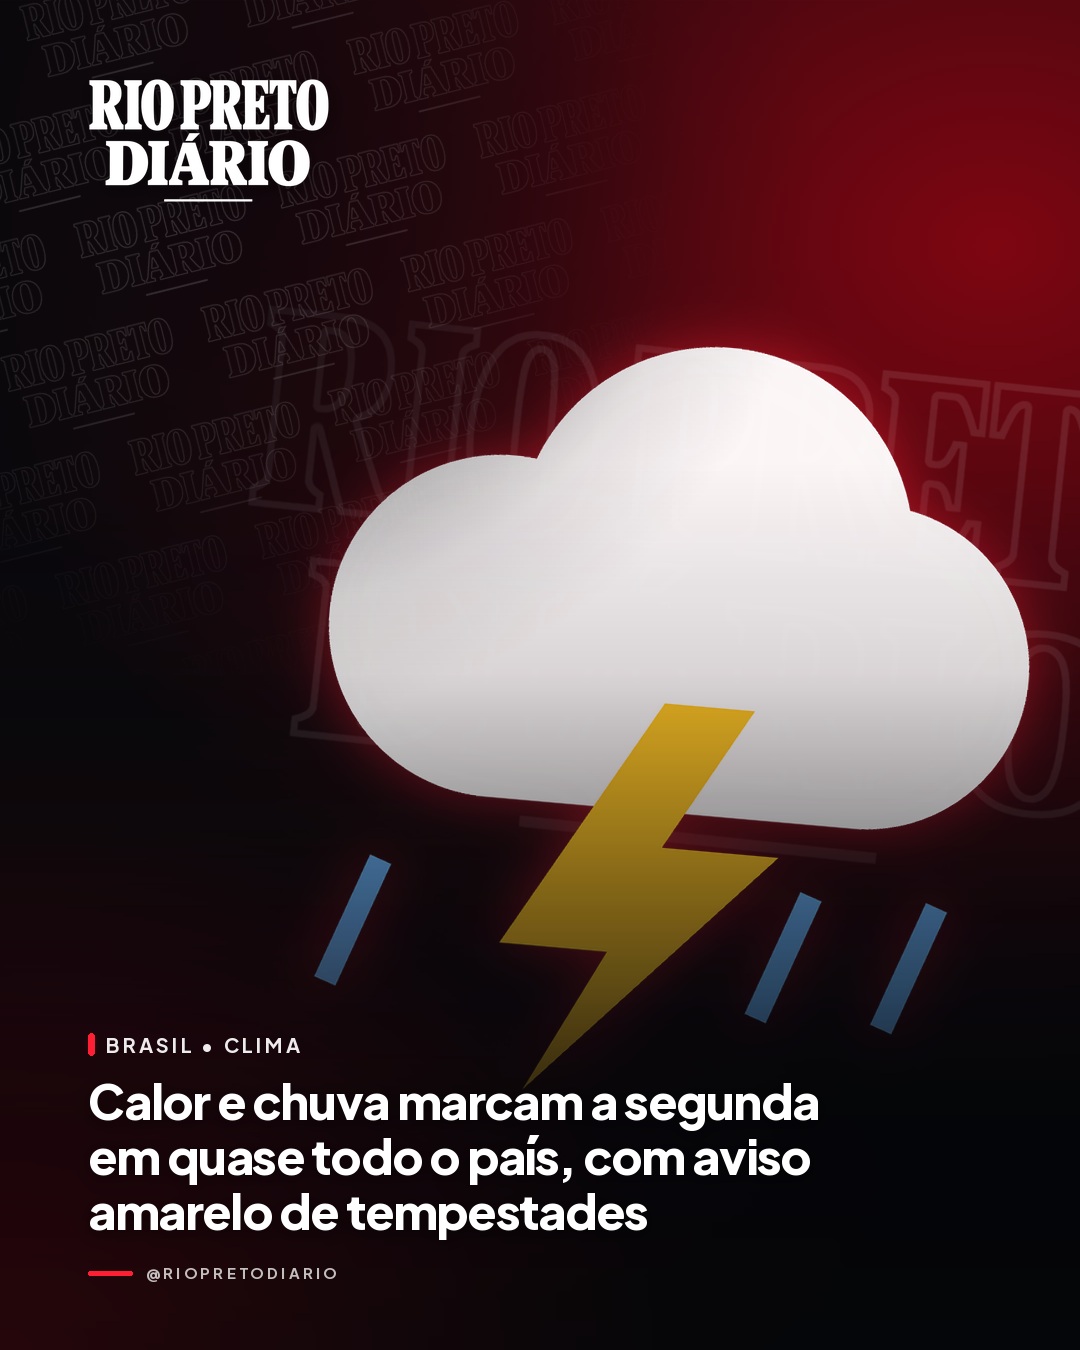 RIO PRETO
DIÁRIO
BRASIL • CLIMA
Calor e chuva marcam a segunda
em quase todo o país, com aviso
amarelo de tempestades
@RIOPRETODIARIO